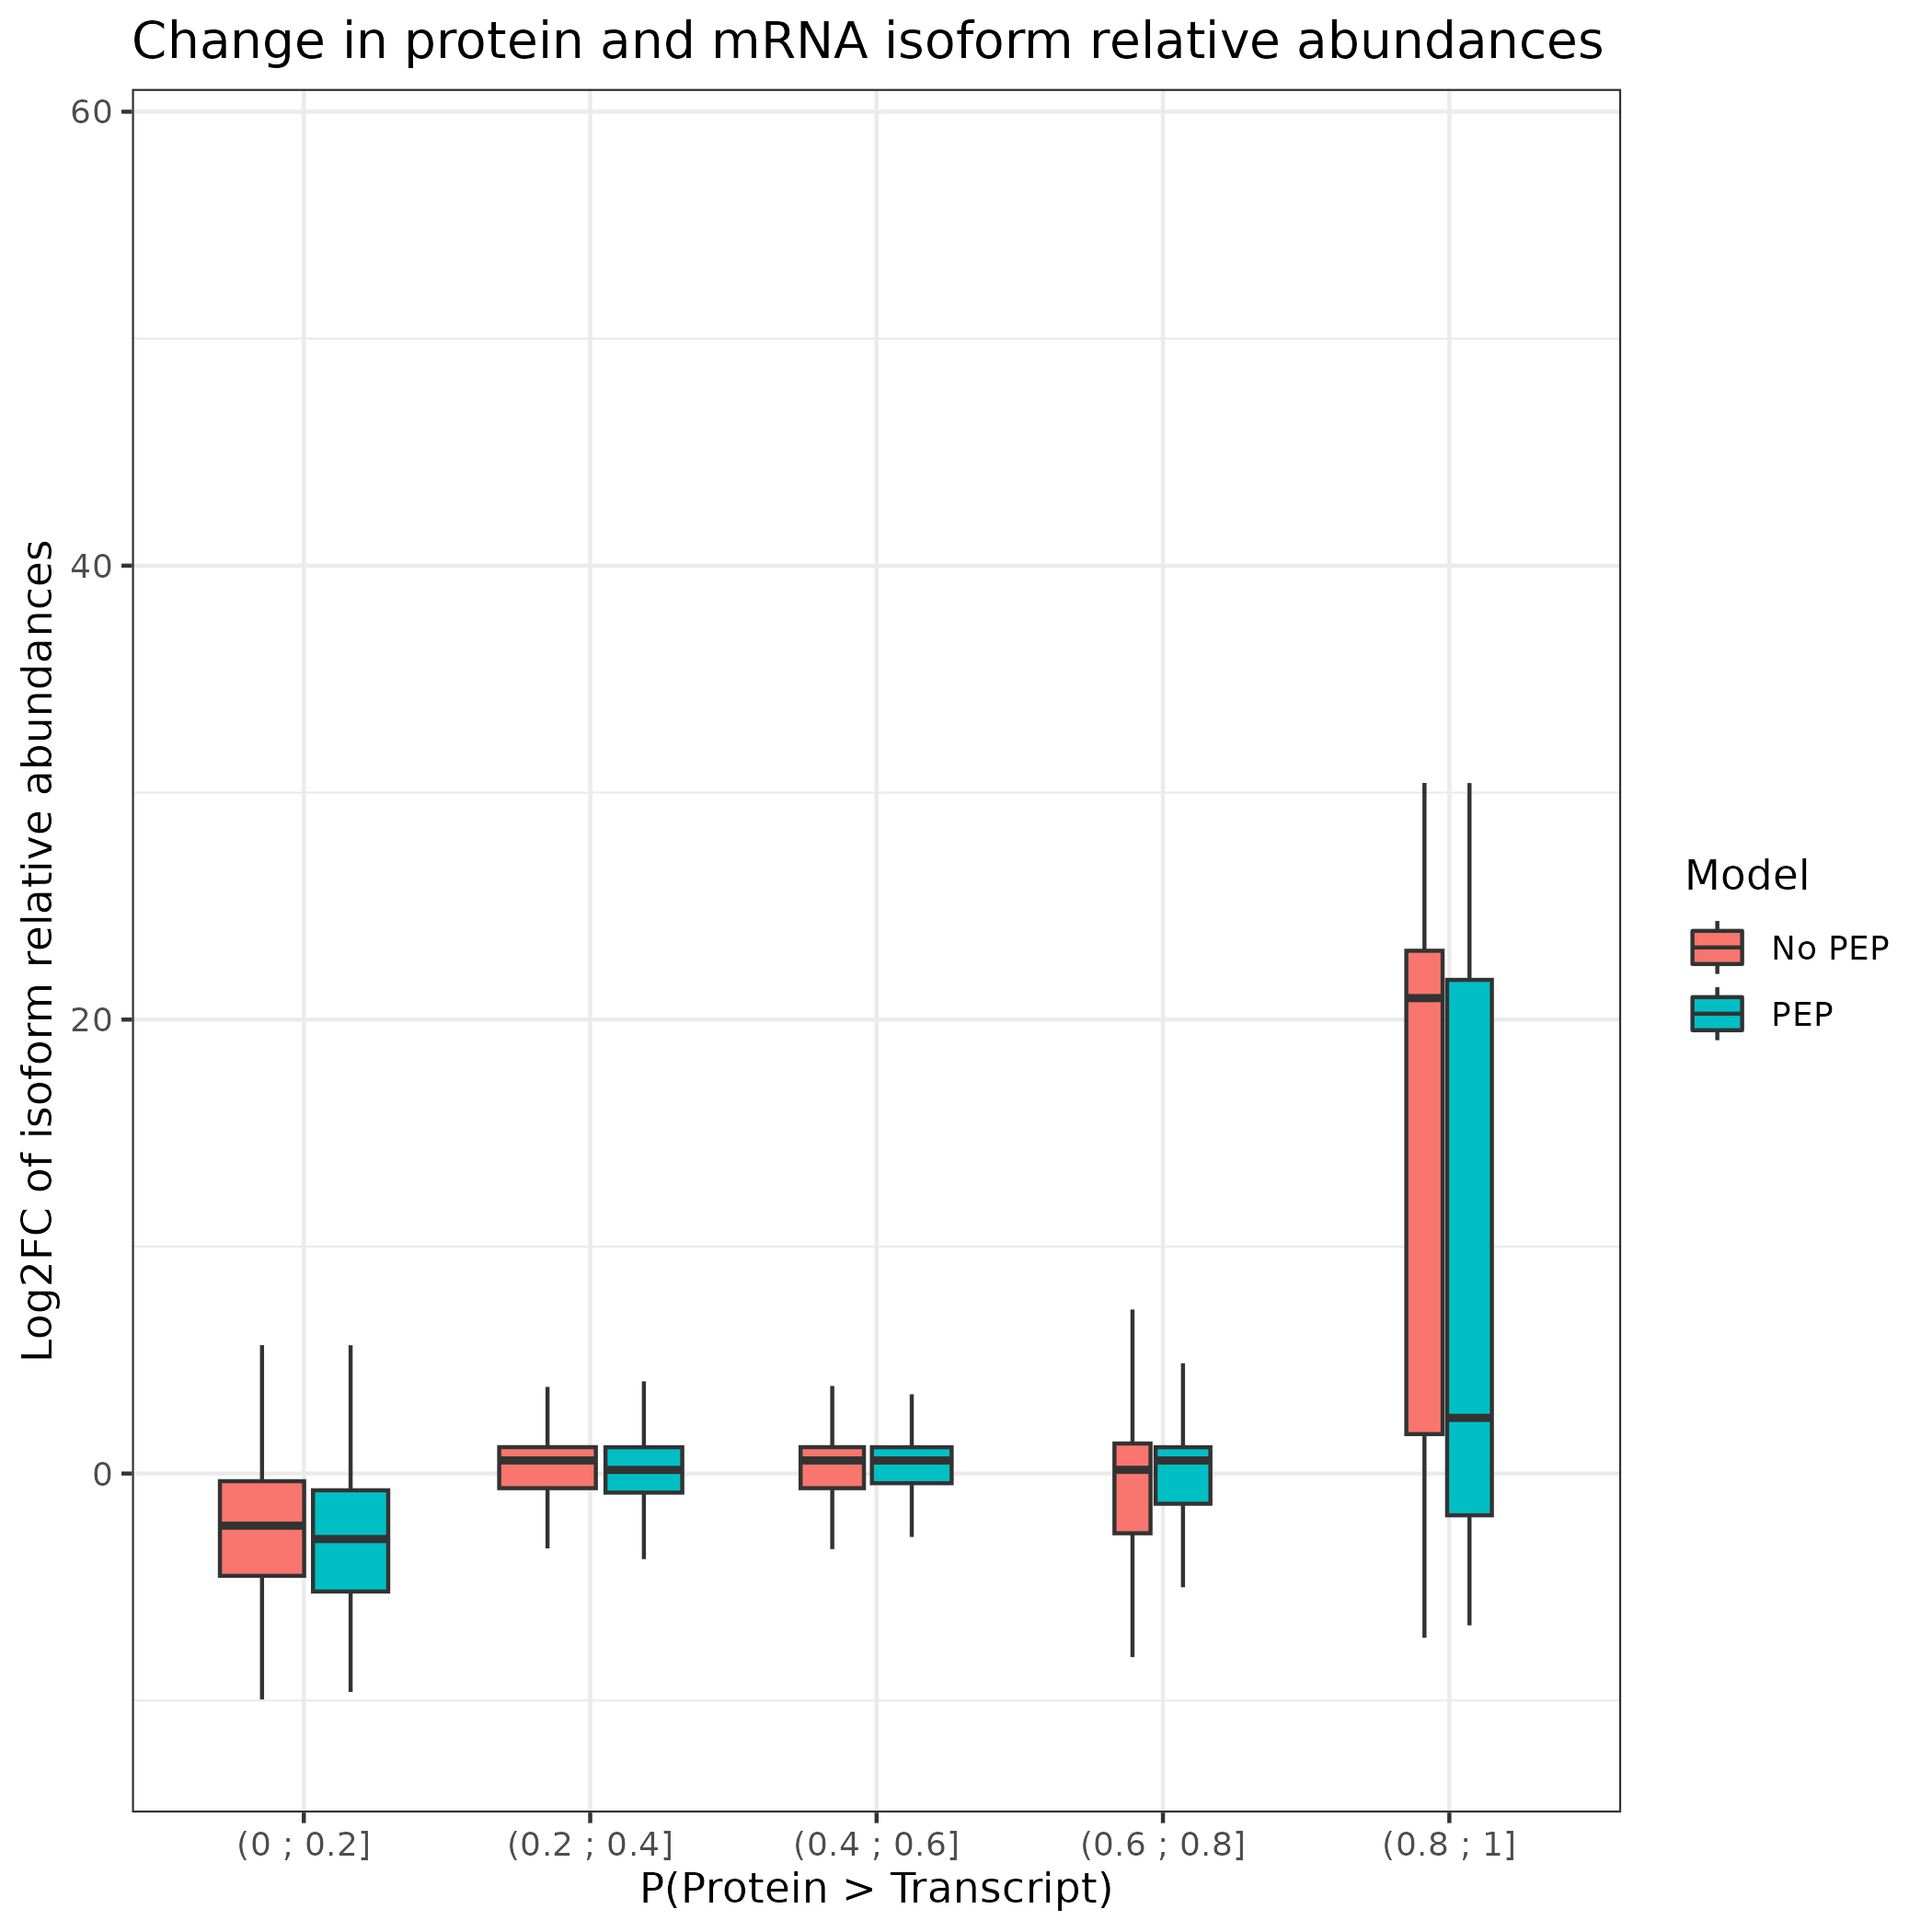 Change in protein and mRNA isoform relative abundances
Log2FC of isoform relative abundances
60
40
20
0
(0 ; 0.2]
(0.2 ; 0.4]
(0.4 ; 0.6]
(0.6 ; 0.8]
(0.8 ; 1]
P(Protein > Transcript)
Model
No PEP
PEP